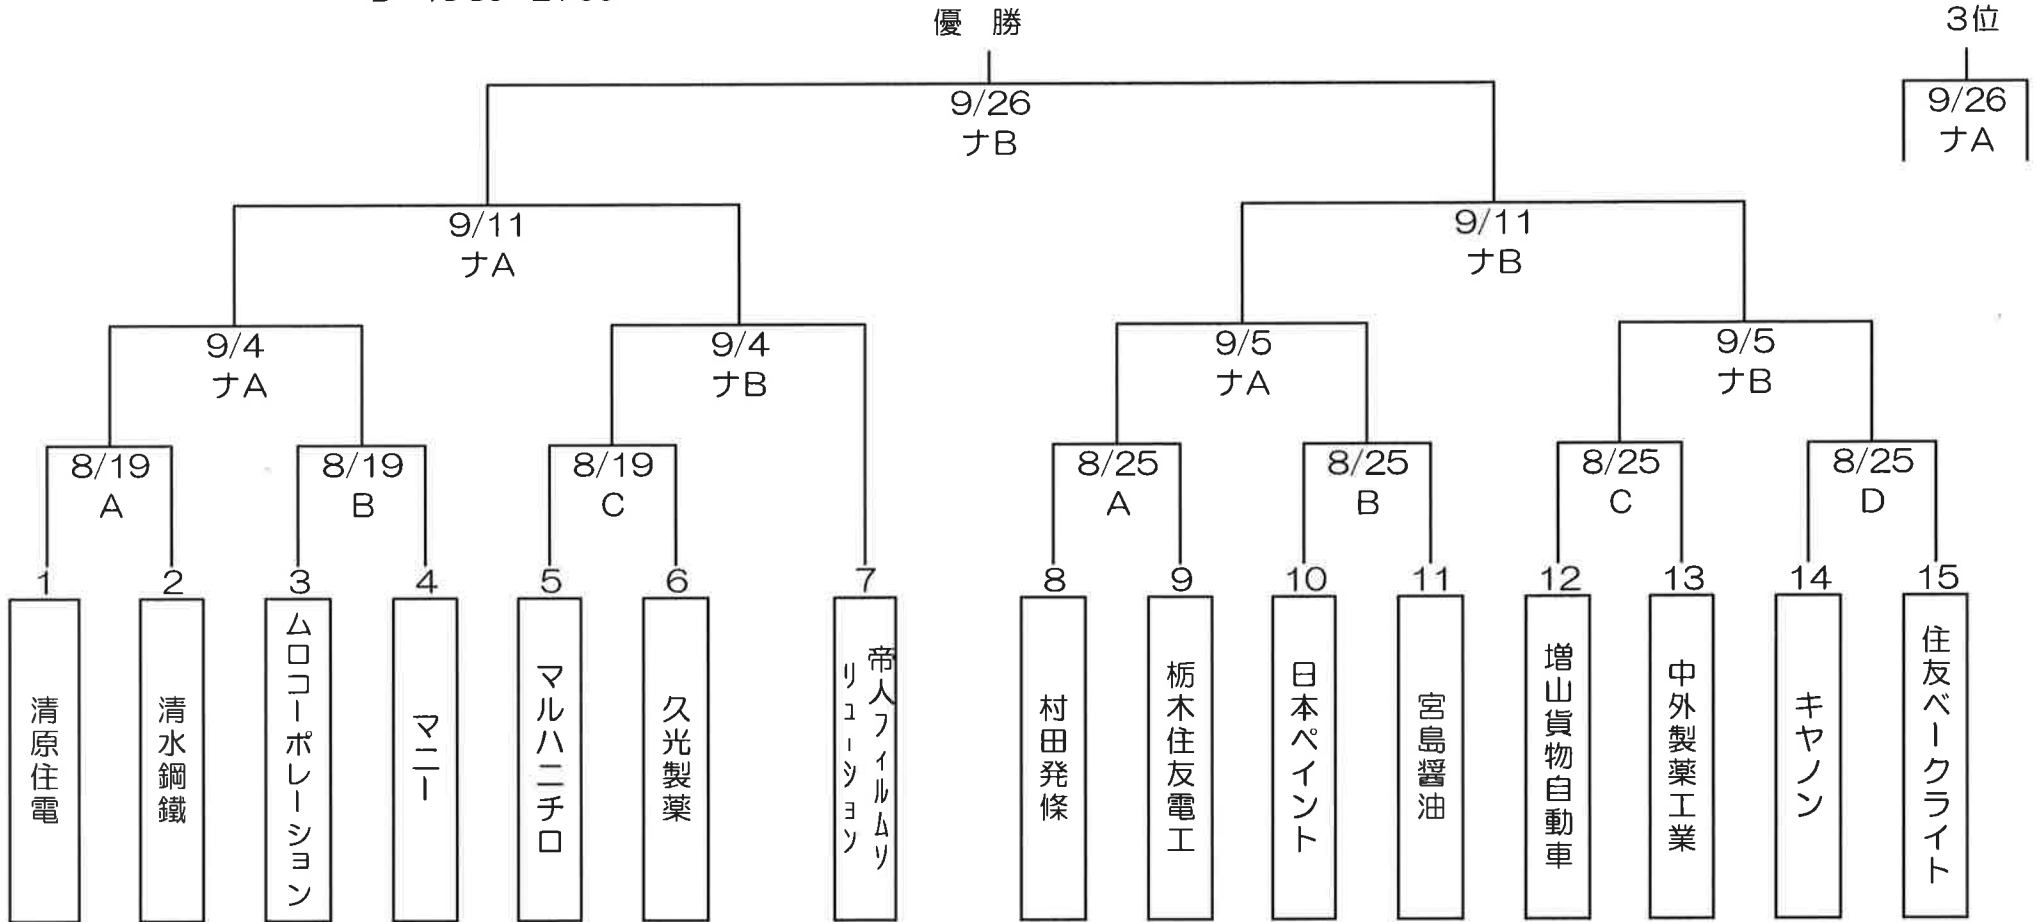 優 勝
3位
9/26
ナB
9/26
ナA
9/11
ナA
9/11
ナB
9/4
ナA
9/4
ナB
9/5
ナA
9/5
ナB
8/19
A
8/19
B
8/19
C
8/25
A
8/25
B
8/25
C
8/25
D
1
2
3
4
5
6
7
8
9
10
11
12
13
14
15
清原住電
清水鋼鐵
ムロコーポレーション
マニー
マルハニチロ
久光製薬
帝人フィルムソ
リューション
村田発條
栃木住友電工
日本ペイント
宮島醤油
増山貨物自動車
中外製薬工業
キヤノン
住友ベークライト